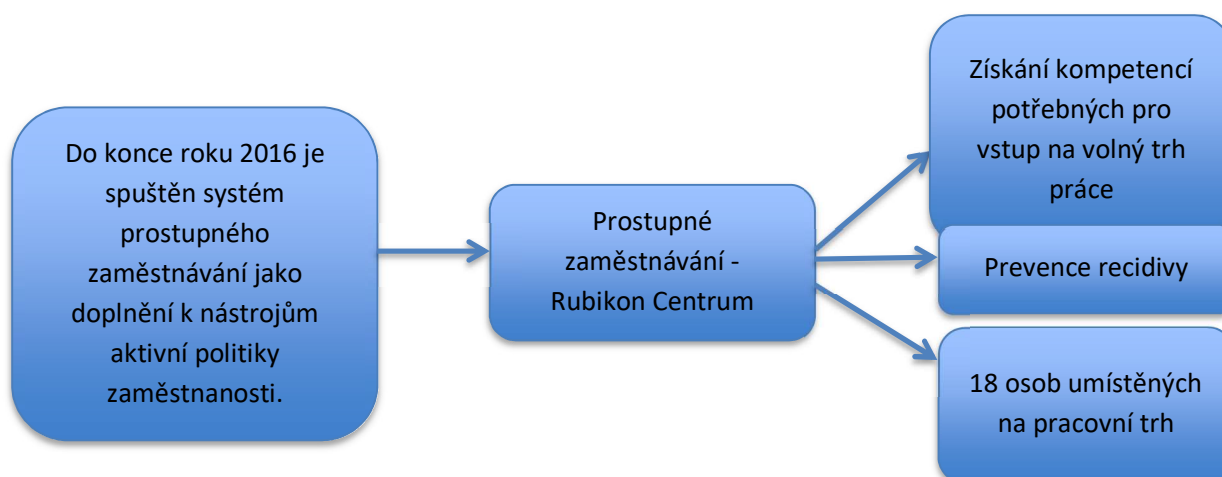 Do konce roku 2016 je
spuštěn systém
prostupného
zaměstnávání jako
doplnění k nástrojům
aktivní politiky
zaměstnanosti.
Prostupné
zaměstnávání -
Rubikon Centrum
Získání kompetencí
potřebných pro
vstup na volný trh
práce
Prevence recidivy
18 osob umístěných
na pracovní trh